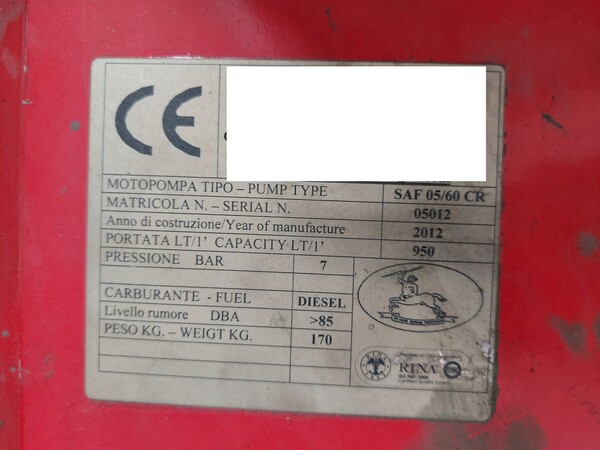 CE
MOTOPOMPA TIPO – PUMP TYPE SAF 05/60 CR
MATRICOLA N. – SERIAL N. 05012
Anno di costruzione/Year of manufacture 2012
PORTATA LT/1' CAPACITY LT/1' 950
PRESSIONE BAR 7
CARBURANTE - FUEL DIESEL
Livello rumore DBA >85
PESO KG. – WEIGT KG. 170
RINA